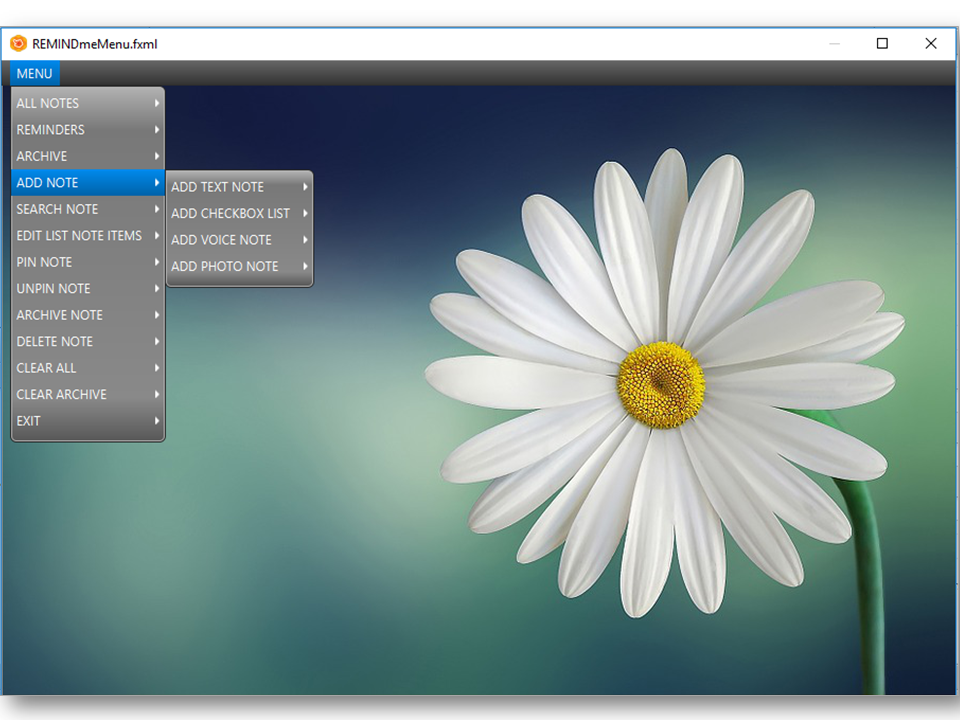 REMINDmeMenu.fxml
MENU
ALL NOTES
REMINDERS
ARCHIVE
ADD NOTE
SEARCH NOTE
EDIT LIST NOTE ITEMS
PIN NOTE
UNPIN NOTE
ARCHIVE NOTE
DELETE NOTE
CLEAR ALL
CLEAR ARCHIVE
EXIT
ADD TEXT NOTE
ADD CHECKBOX LIST
ADD VOICE NOTE
ADD PHOTO NOTE